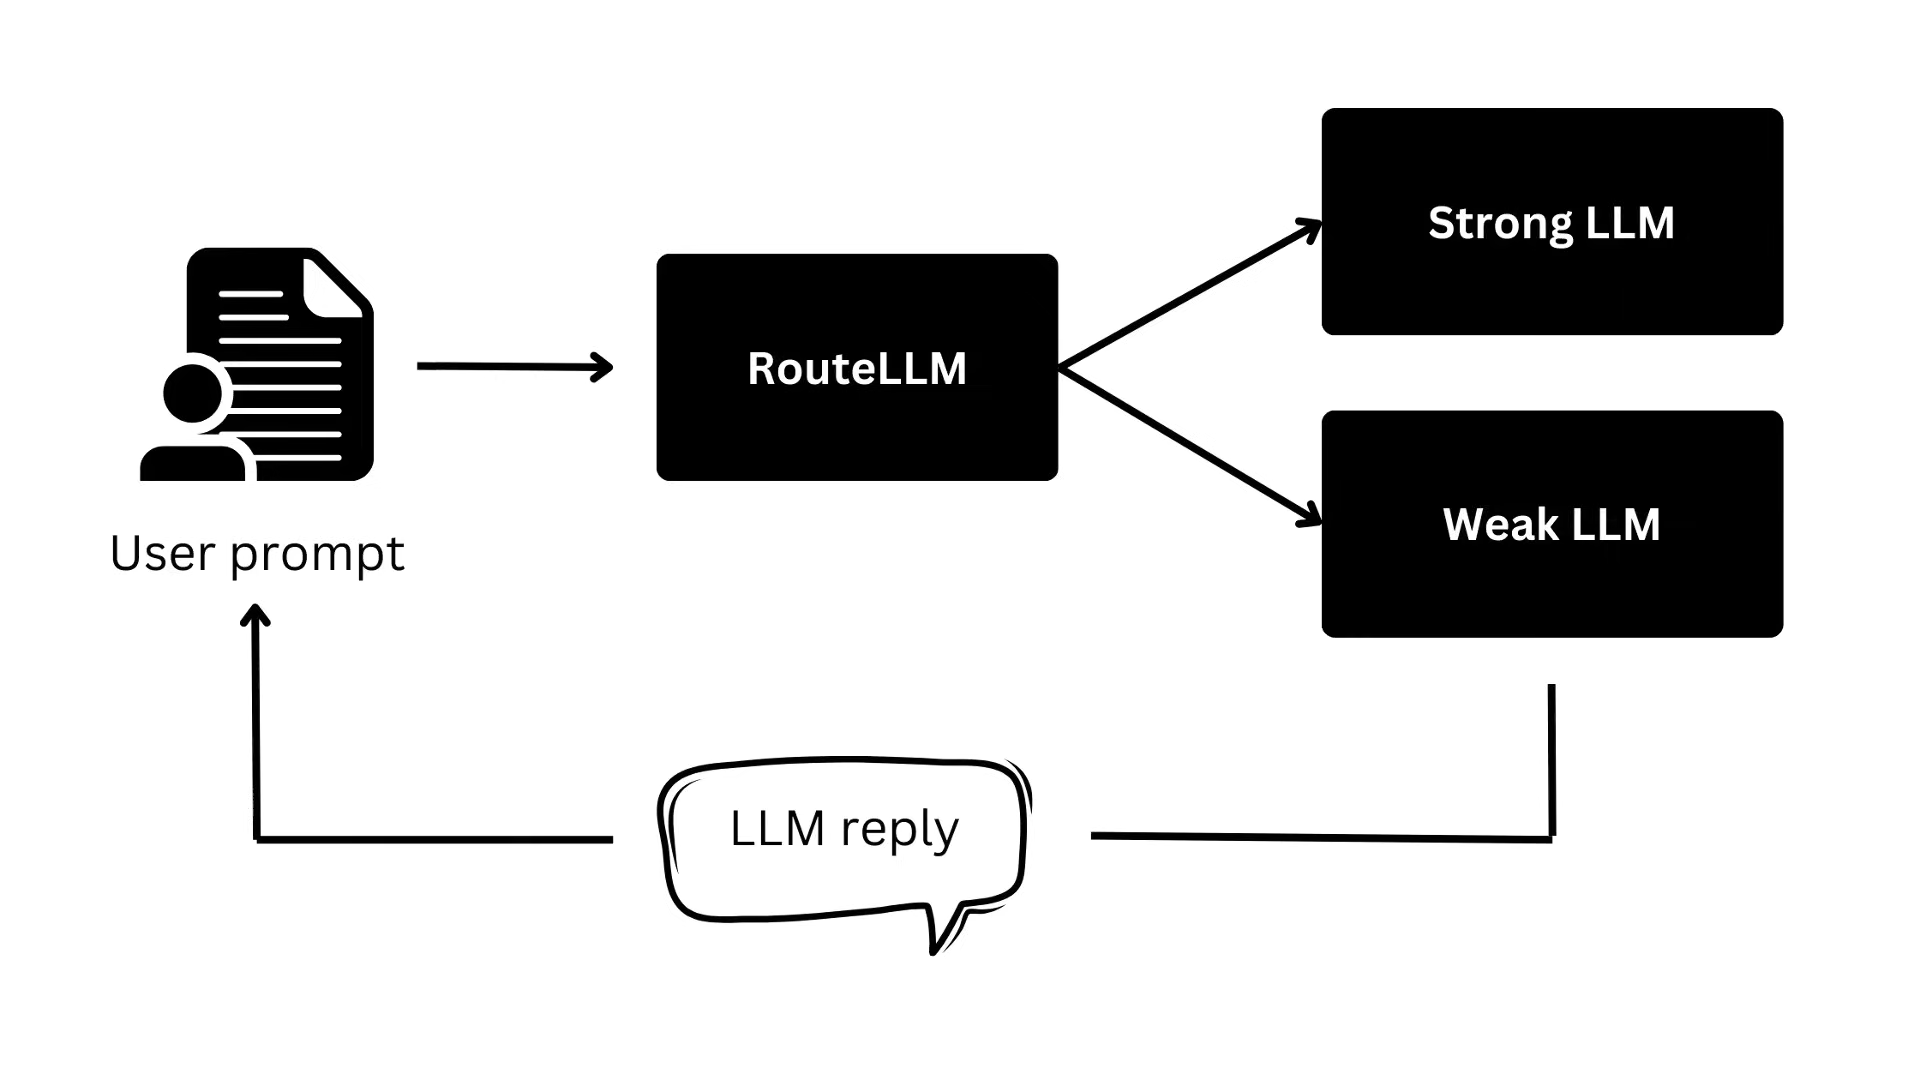 Strong LLM
RouteLLM
Weak LLM
User prompt
LLM reply